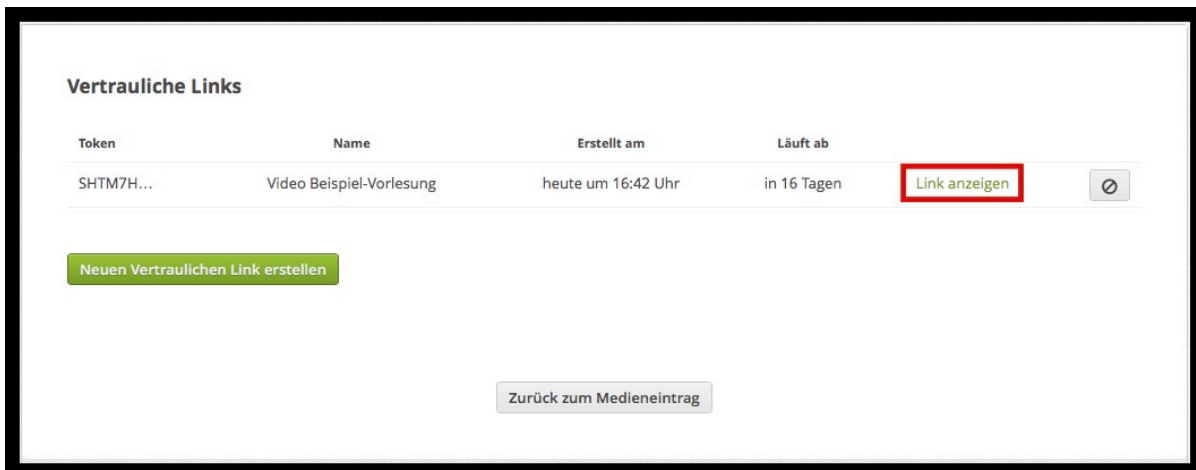 Vertrauliche Links
Token Name Erstellt am Läuft ab
SHTM7H... Video Beispiel-Vorlesung heute um 16:42 Uhr in 16 Tagen Link anzeigen
Neuen Vertraulichen Link erstellen
Zurück zum Medieneintrag